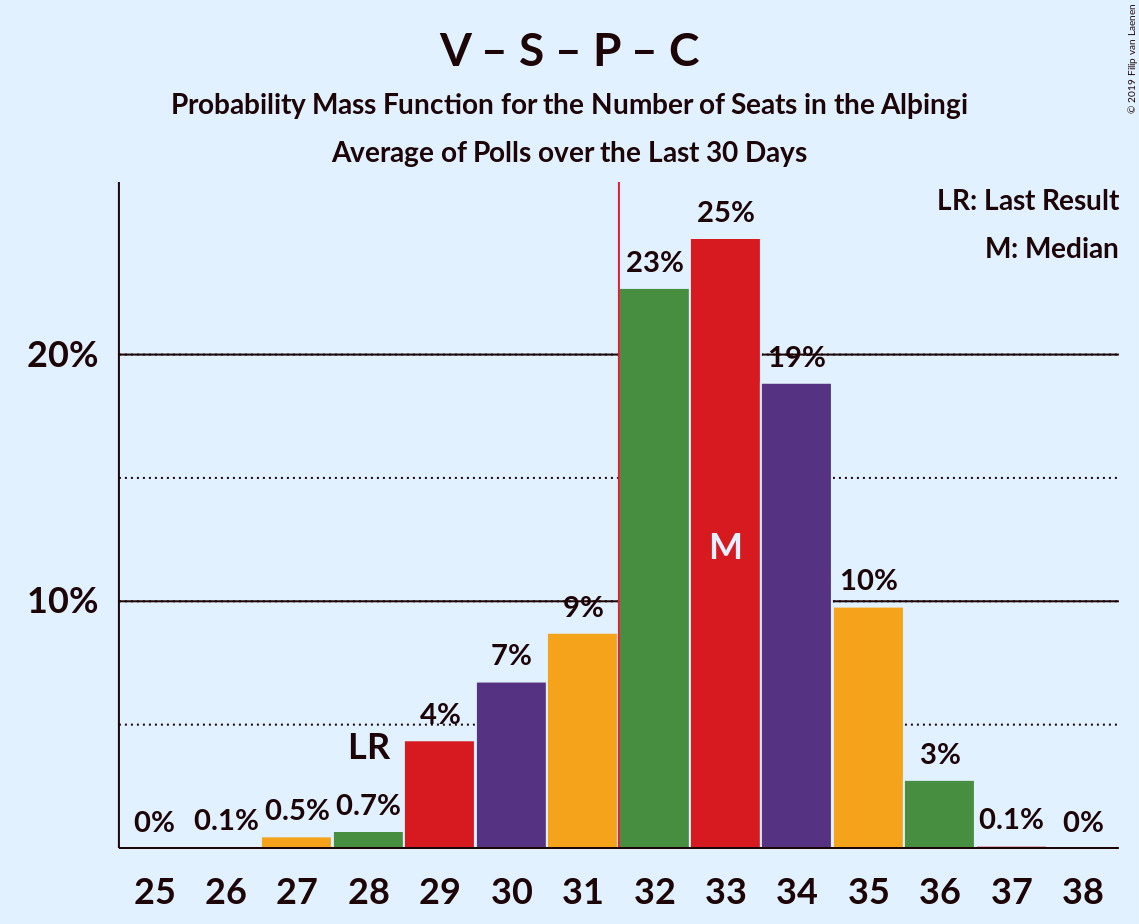 V – S – P – C
Probability Mass Function for the Number of Seats in the Alþingi
Average of Polls over the Last 30 Days
© 2019 Filip van Laenen
LR: Last Result
M: Median
20%
10%
0%
0.1%
0.5%
0.7%
LR
4%
7%
9%
23%
25%
M
19%
10%
3%
0.1%
0%
25 26 27 28 29 30 31 32 33 34 35 36 37 38